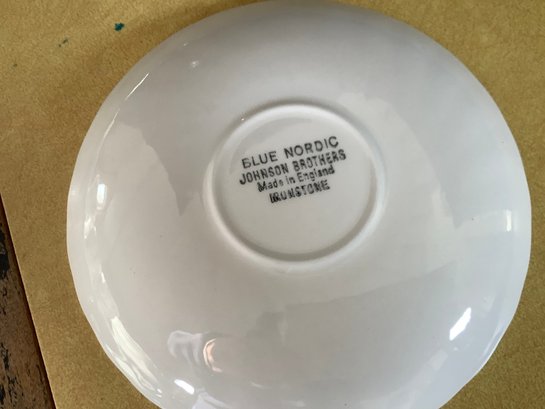 BLUE NORDIC
JOHNSON BROTHERS
Made in England
IRONSTONE